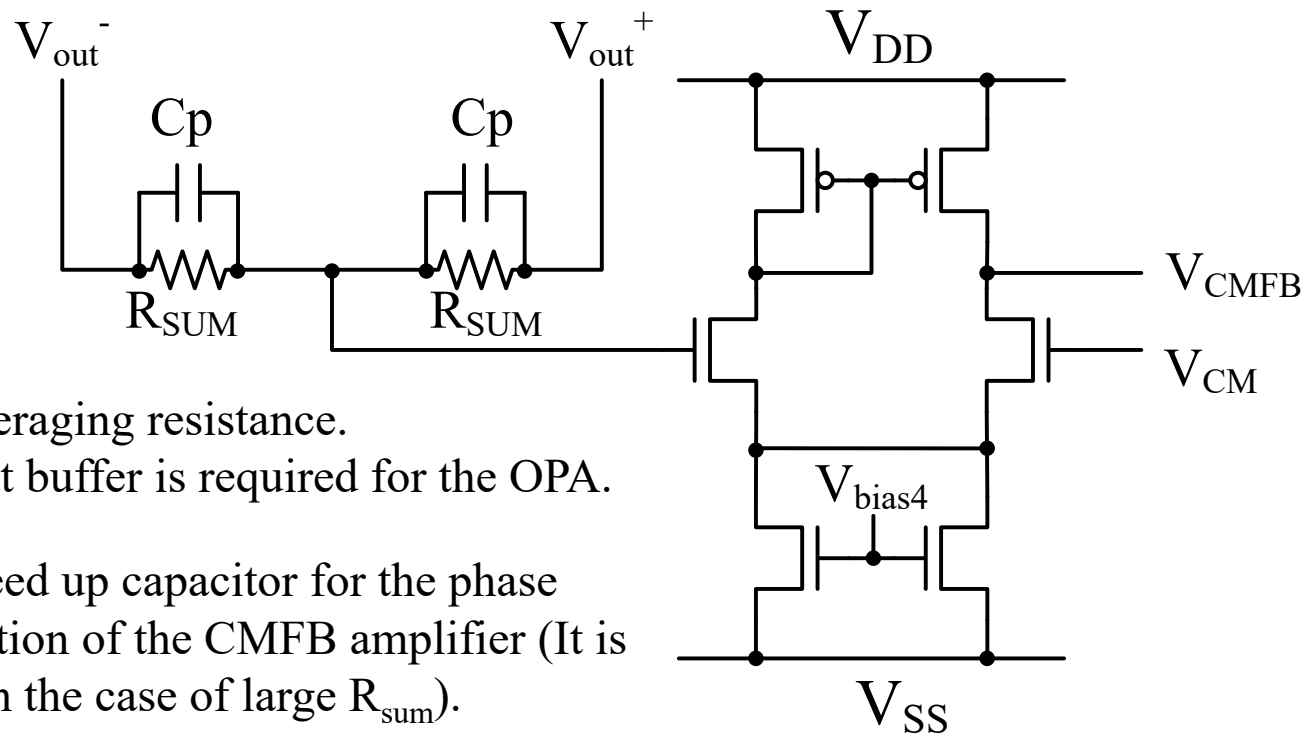 Vout-
Vout+
VDD
Cp
Cp
RSUM
RSUM
VCMFB
VCM
eraging resistance.
t buffer is required for the OPA.
Vbias4
eed up capacitor for the phase
tion of the CMFB amplifier (It is
n the case of large Rsum).
VSS